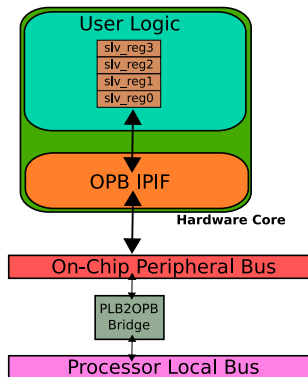 User Logic
slv_reg3
slv_reg2
slv_reg1
slv_reg0
OPB IPIF
Hardware Core
On-Chip Peripheral Bus
PLB2OPB
Bridge
Processor Local Bus